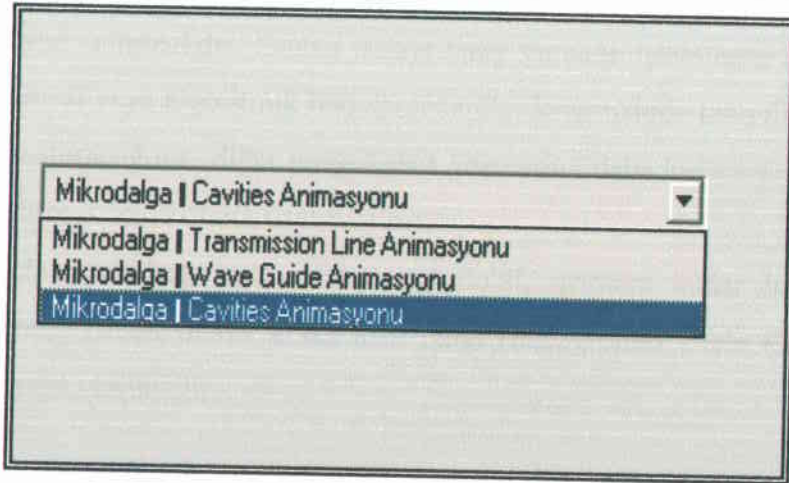 Mikrodalga | Cavities Animasyonu
Mikrodalga | Transmission Line Animasyonu
Mikrodalga | Wave Guide Animasyonu
Mikrodalga | Cavities Animasyonu